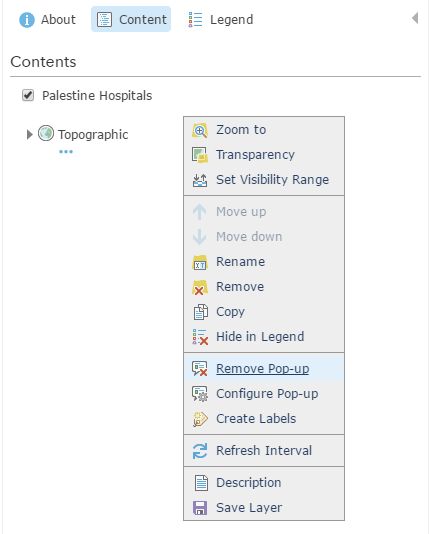 About Content Legend
Contents
Palestine Hospitals
Topographic
Zoom to
Transparency
Set Visibility Range
Move up
Move down
Rename
Remove
Copy
Hide in Legend
Remove Pop-up
Configure Pop-up
Create Labels
Refresh Interval
Description
Save Layer